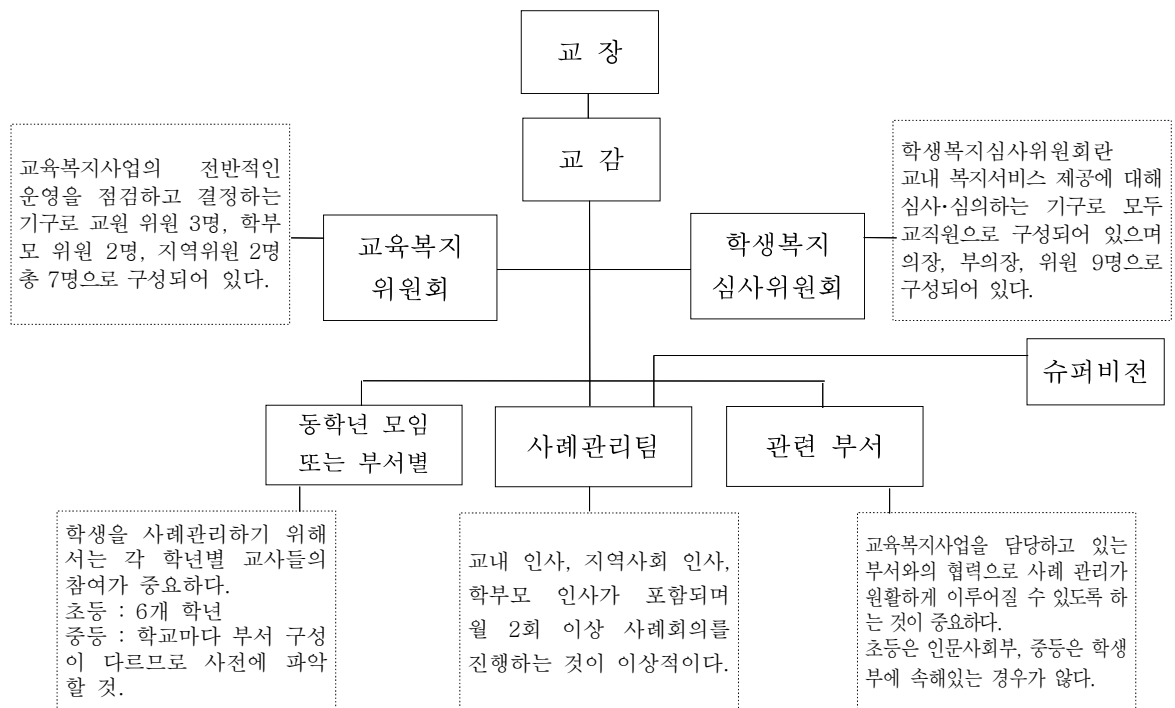 교 장
교 감
교육복지사업의 전반적인
운영을 점검하고 결정하는
기구로 교원 위원 3명, 학부
모 위원 2명, 지역위원 2명
총 7명으로 구성되어 있다.
교육복지
위원회
학생복지
심사위원회
학생복지심사위원회란
교내 복지서비스 제공에 대해
심사·심의하는 기구로 모두
교직원으로 구성되어 있으며
의장, 부의장, 위원 9명으로
구성되어 있다.
슈퍼비전
동학년 모임
또는 부서별
사례관리팀
관련 부서
학생을 사례관리하기 위해
서는 각 학년별 교사들의
참여가 중요하다.
초등 : 6개 학년
중등 : 학교마다 부서 구성
이 다르므로 사전에 파악
할 것.
교내 인사, 지역사회 인사,
학부모 인사가 포함되며
월 2회 이상 사례회의를
진행하는 것이 이상적이다.
교육복지사업을 담당하고 있는
부서와의 협력으로 사례 관리가
원활하게 이루어질 수 있도록 하
는 것이 중요하다.
초등은 인문사회부, 중등은 학생
부에 속해있는 경우가 않다.